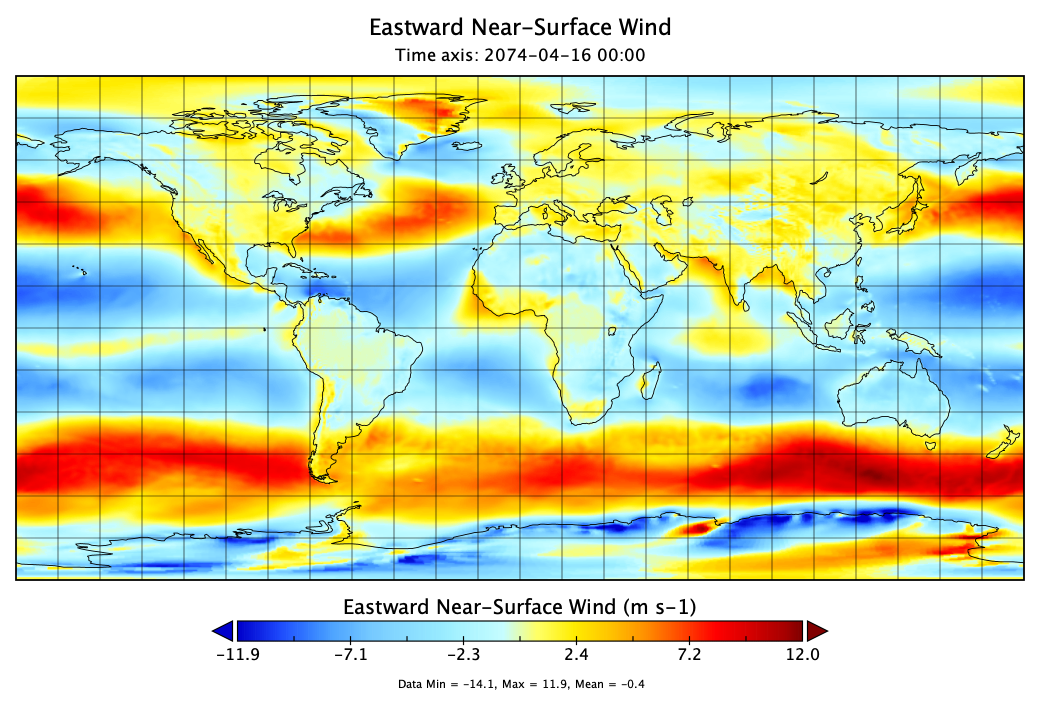 Eastward Near-Surface Wind
Time axis: 2074-04-16 00:00
Eastward Near-Surface Wind (m s-1)
-11.9 -7.1 -2.3 2.4 7.2 12.0
Data Min = -14.1, Max = 11.9, Mean = -0.4